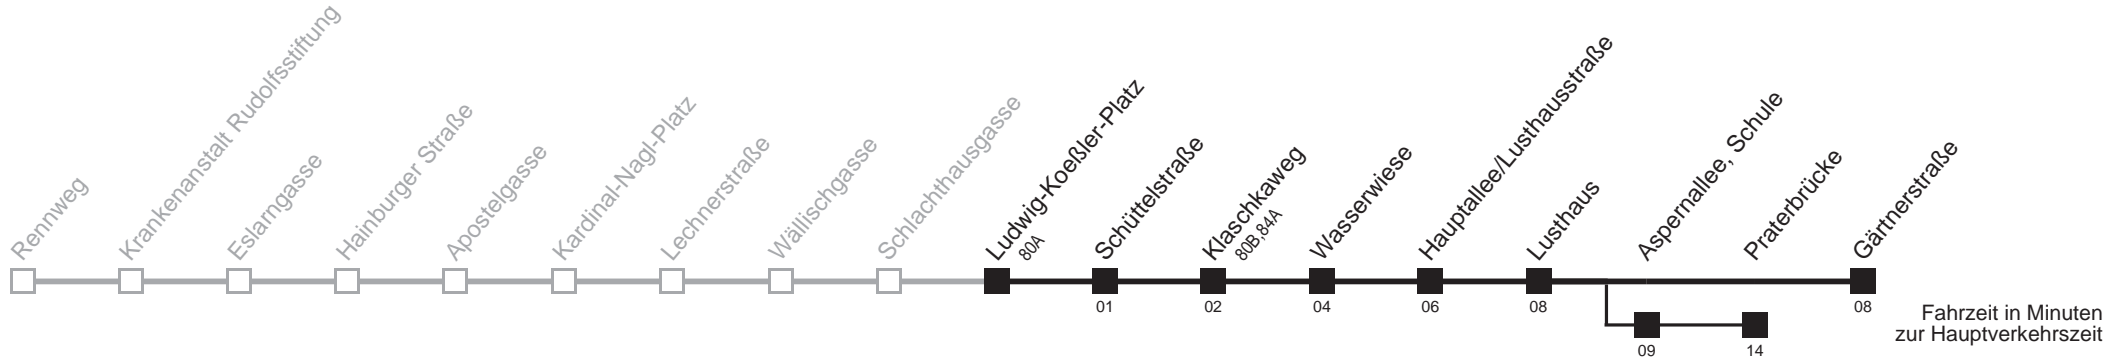 Rennweg
Krankenanstalt Rudolfsstiftung
Eslarngasse
Hainburger Straße
Apostelgasse
Kardinal-Nagl-Platz
Lechnerstraße
Wällischgasse
Schlachthausgasse
Ludwig-Koeßler-Platz
80A
Schüttelstraße
Klaschkaweg
80B,84A
Wasserwiese
Hauptallee/Lusthausstraße
Lusthaus
Aspernallee, Schule
Praterbrücke
Gärtnerstraße
01
02
04
06
08
08
09
14
Fahrzeit in Minuten
zur Hauptverkehrszeit